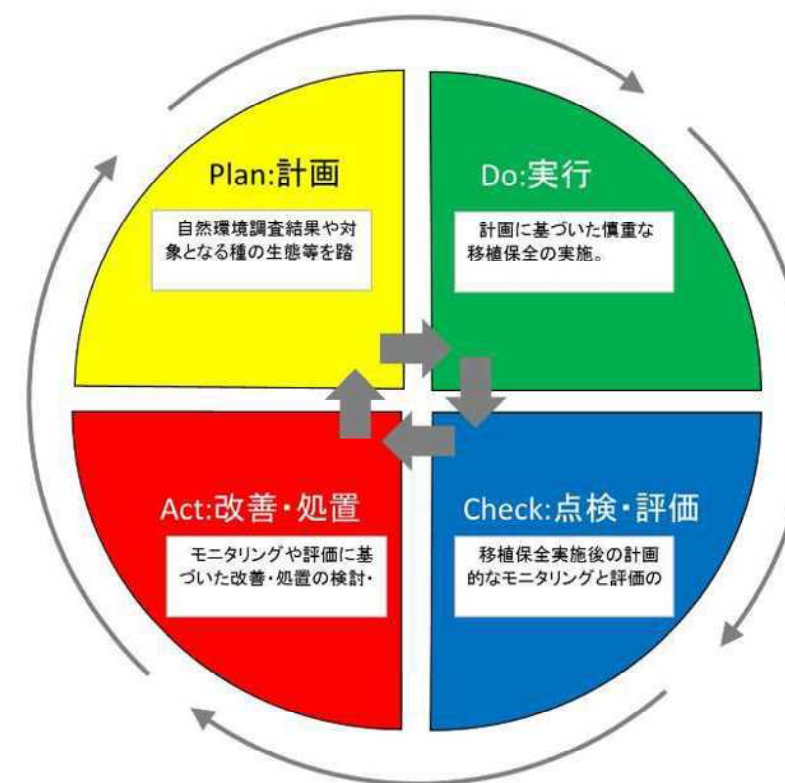 Plan:計画
自然環境調査結果や対
象となる種の生態等を踏
Do:実行
計画に基づいた慎重な
移植保全の実施。
Check:点検・評価
移植保全実施後の計画
的なモニタリングと評価の
Act:改善・処置
モニタリングや評価に基
づいた改善・処置の検討・